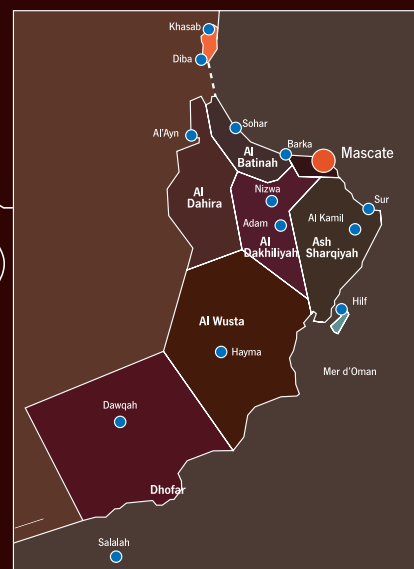 Khasab
Diba
Al'Ayn
Sohar
Barka
Mascate
Al
Batinah
Al
Dahira
Nizwa
Adam
Al
Dakhiliyah
Sur
Al Kamil
Ash
Sharqiyah
Hilf
Al Wusta
Hayma
Mer d'Oman
Dawqah
Dhofar
Salalah